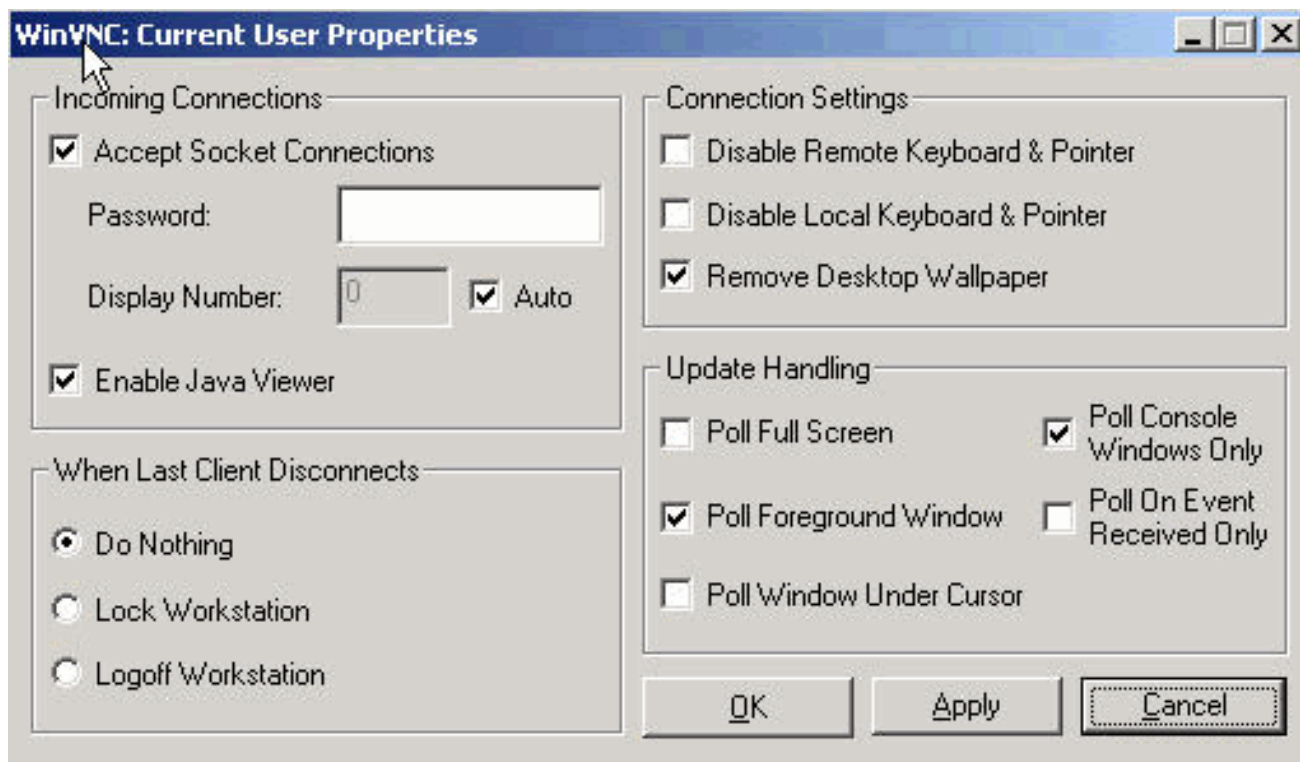 WinVNC: Current User Properties
Incoming Connections
Accept Socket Connections
Password:
Display Number: 0 Auto
Enable Java Viewer
When Last Client Disconnects
Do Nothing
Lock Workstation
Logoff Workstation
Connection Settings
Disable Remote Keyboard & Pointer
Disable Local Keyboard & Pointer
Remove Desktop Wallpaper
Update Handling
Poll Full Screen
Poll Console
Windows Only
Poll Foreground Window
Poll On Event
Received Only
Poll Window Under Cursor
OK Apply Cancel